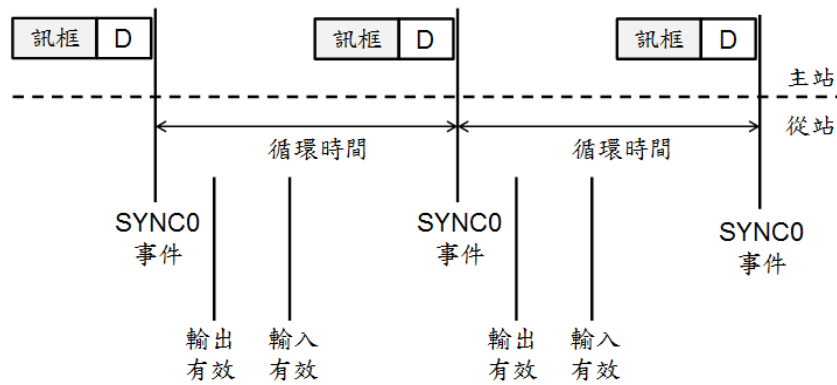 訊框 D 訊框 D 訊框 D
主站
從站
循環時間 循環時間
SYNC0 SYNC0 SYNC0
事件 事件 事件
輸出 輸入 輸出 輸入
有效 有效 有效 有效